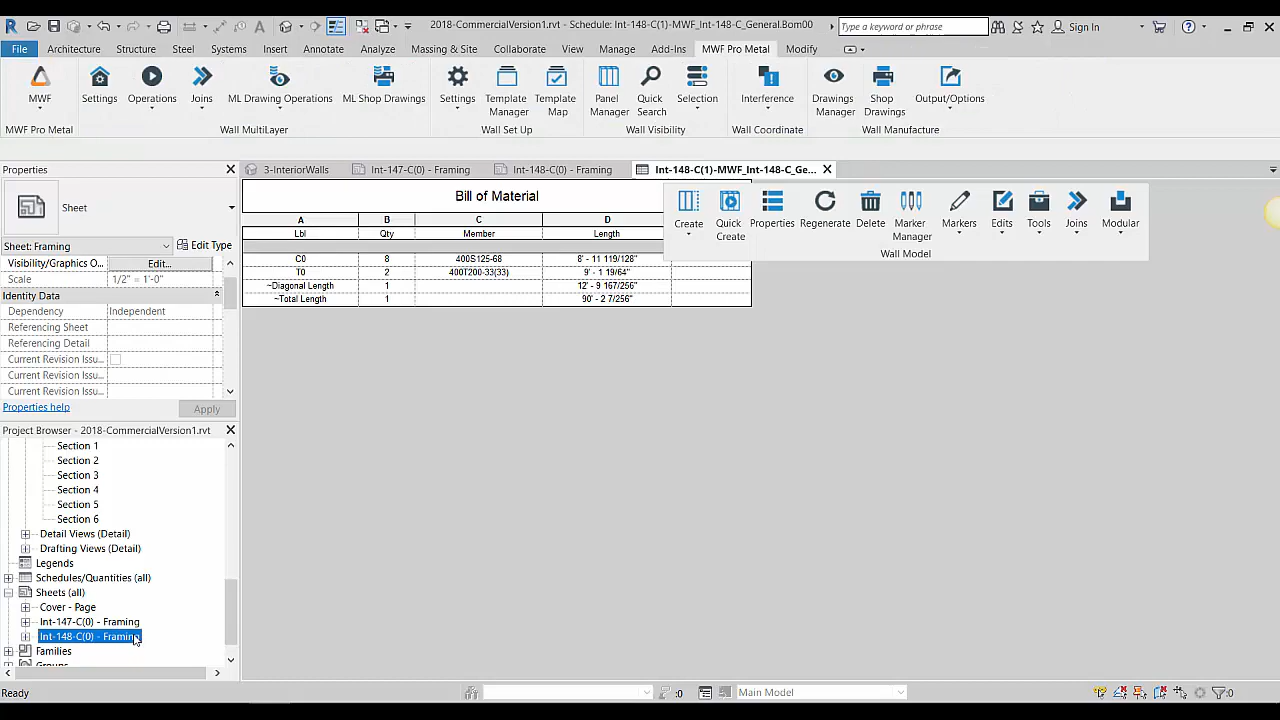 2018-CommercialVersion1.rvt - Schedule: Int-148-C(1)-MWF_Int-148-C_General.Bom00
Type a keyword or phrase
Sign In
File Architecture Structure Steel Systems Insert Annotate Analyze Massing & Site Collaborate View Manage Add-Ins MWF Pro Metal Modify
MWF Settings Operations Joins ML Drawing Operations ML Shop Drawings Settings Template Manager Template Map Panel Manager Quick Search Selection Interference Drawings Manager Shop Drawings Output/Options
MWF Pro Metal Wall MultiLayer Wall Set Up Wall Visibility Wall Coordinate Wall Manufacture
Properties
3-InteriorWalls Int-147-C(0) - Framing Int-148-C(0) - Framing Int-148-C(1)-MWF_Int-148-C_Ge...
Sheet
Sheet: Framing Edit Type
Visibility/Graphics O... Edit...
Scale 1/2" = 1'-0"
Identity Data
Dependency Independent
Referencing Sheet
Referencing Detail
Current Revision Issu...
Current Revision Issu...
Current Revision Issu...
Properties help Apply
Bill of Material
A B C D
Lbl Qty Member Length
C0 8 400S125-68 8' - 11 119/128"
T0 2 400T200-33(33) 9' - 1 19/64"
~Diagonal Length 1 12' - 9 167/256"
~Total Length 1 90' - 2 7/256"
Create Quick Create Properties Regenerate Delete Marker Manager Markers Edits Tools Joins Modular
Wall Model
Project Browser - 2018-CommercialVersion1.rvt
Section 1
Section 2
Section 3
Section 4
Section 5
Section 6
Detail Views (Detail)
Drafting Views (Detail)
Legends
Schedules/Quantities (all)
Sheets (all)
Cover - Page
Int-147-C(0) - Framing
Int-148-C(0) - Framing
Families
Groups
Ready :0 Main Model :0